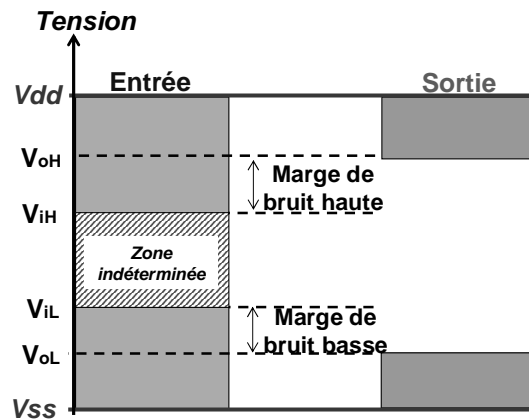 Tension
Entrée
Sortie
Vdd
VoH
Marge de
bruit haute
ViH
Zone
indéterminée
ViL
Marge de
bruit basse
VoL
Vss